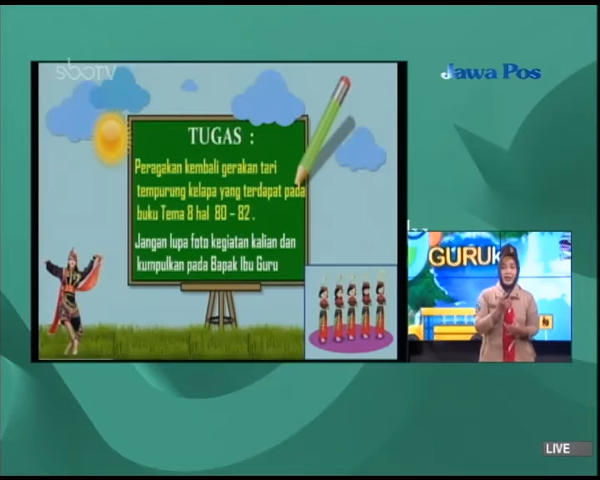 sbotv
Jawa Pos
TUGAS :
Peragakan kembali gerakan tari
tempurung kelapa yang terdapat pada
buku Tema 8 hal 80 - 82 .
Jangan lupa foto kegiatan kalian dan
kumpulkan pada Bapak Ibu Guru
GURUk
LIVE